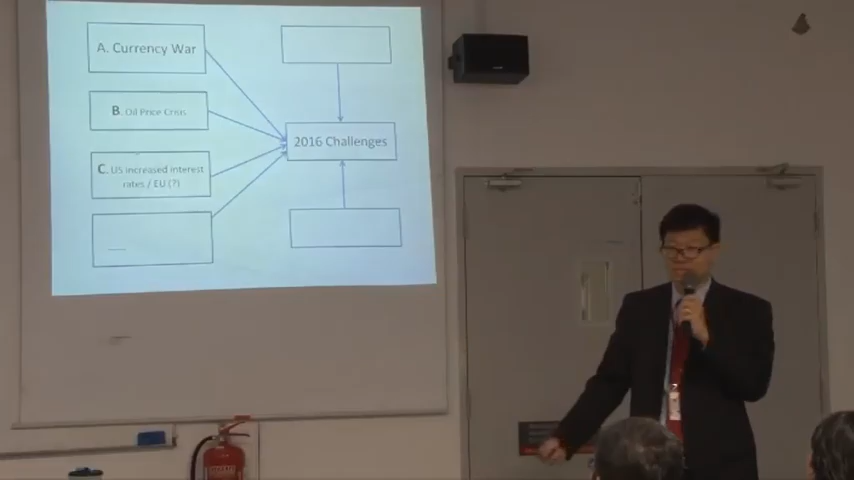 A. Currency War
B. Oil Price Crisis
2016 Challenges
C. US increased interest
rates / EU (?)